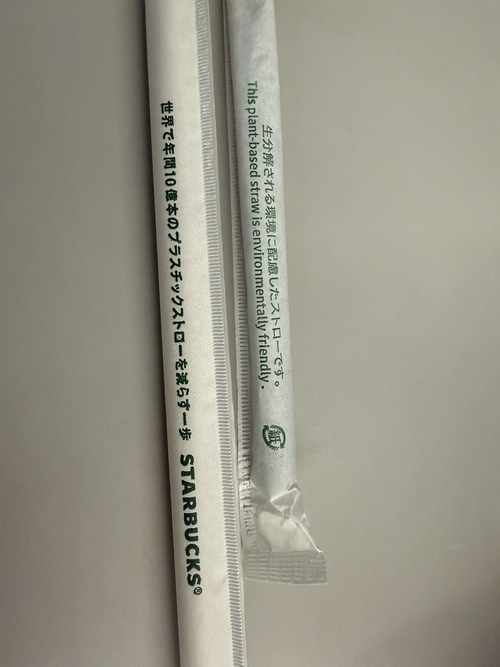 世界で年間10億本のプラスチックストローを減らす一歩 STARBUCKS®
生分解される環境に配慮したストローです。
This plant-based straw is environmentally friendly.
紙